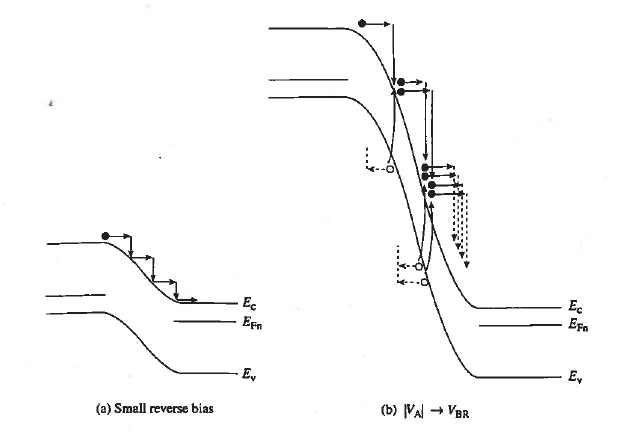 E_c
E_Fn
E_v
(a) Small reverse bias
E_c
E_Fn
E_v
(b) |V_A| → V_BR